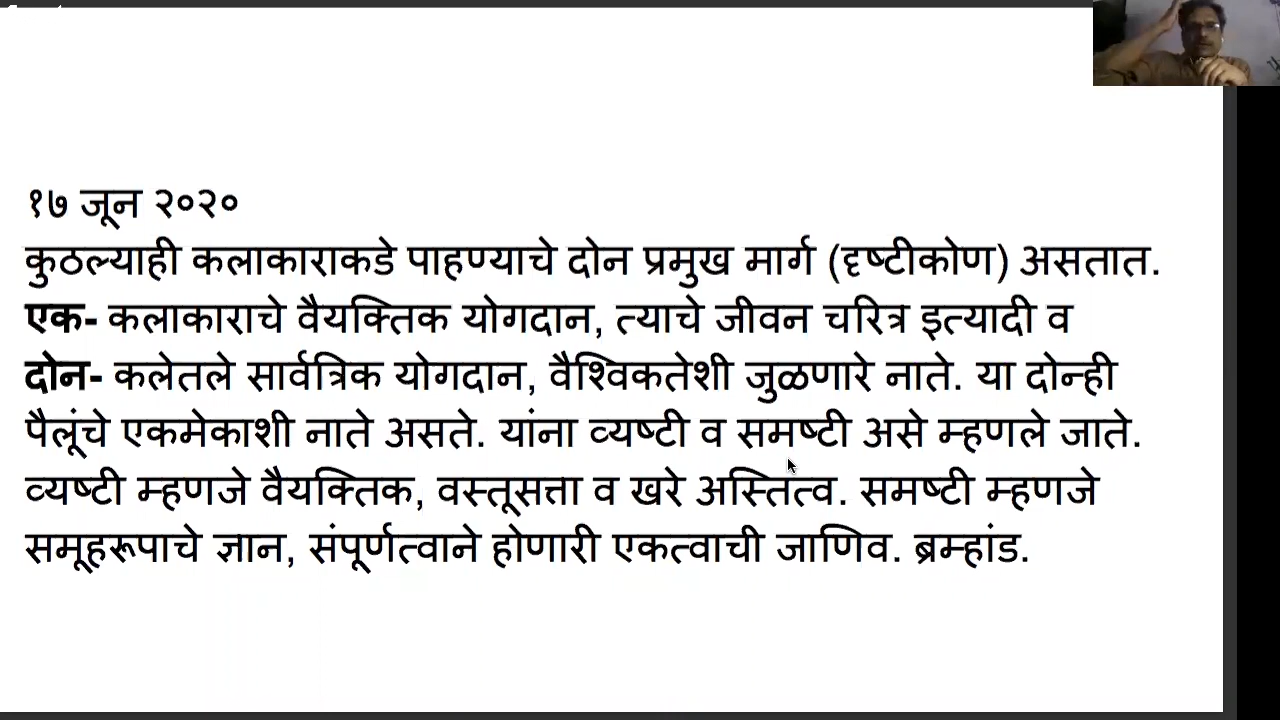 १७ जून २०२०
कुठल्याही कलाकाराकडे पाहण्याचे दोन प्रमुख मार्ग (दृष्टीकोण) असतात.
एक- कलाकाराचे वैयक्तिक योगदान, त्याचे जीवन चरित्र इत्यादी व
दोन- कलेतले सार्वत्रिक योगदान, वैश्विकतेशी जुळणारे नाते. या दोन्ही
पैलूंचे एकमेकाशी नाते असते. यांना व्यष्टी व समष्टी असे म्हणले जाते.
व्यष्टी म्हणजे वैयक्तिक, वस्तूसत्ता व खरे अस्तित्व. समष्टी म्हणजे
समूहरूपाचे ज्ञान, संपूर्णत्वाने होणारी एकत्वाची जाणिव. ब्रम्हांड.